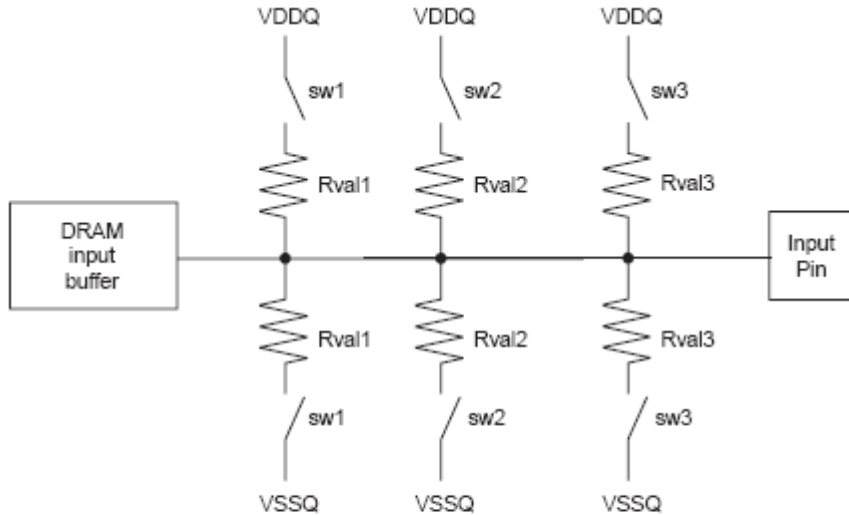 VDDQ VDDQ VDDQ
sw1 sw2 sw3
Rval1 Rval2 Rval3
DRAM
input
buffer
Input
Pin
Rval1 Rval2 Rval3
sw1 sw2 sw3
VSSQ VSSQ VSSQ